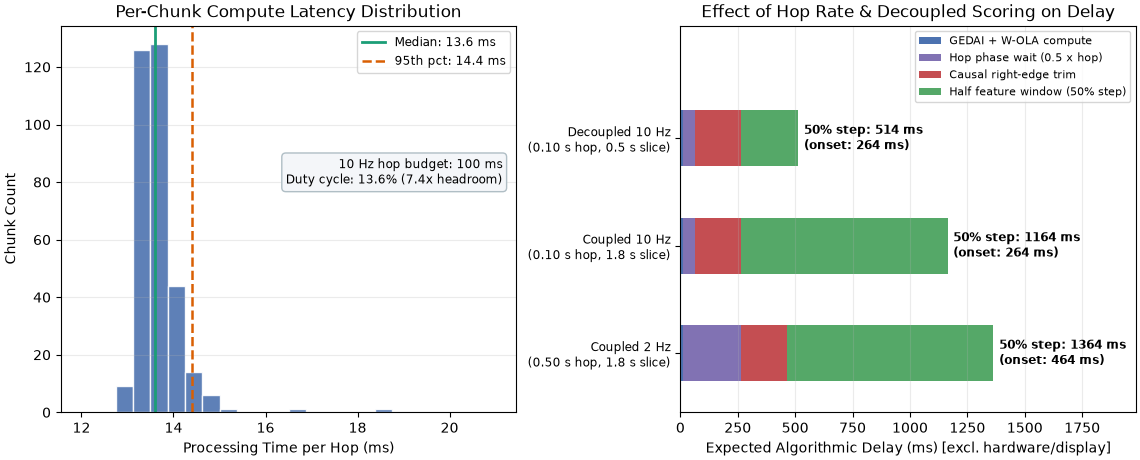 Per-Chunk Compute Latency Distribution
Chunk Count
120
100
80
60
40
20
0
Median: 13.6 ms
95th pct: 14.4 ms
10 Hz hop budget: 100 ms
Duty cycle: 13.6% (7.4x headroom)
12
14
16
18
20
Processing Time per Hop (ms)
Effect of Hop Rate & Decoupled Scoring on Delay
GEDAI + W-OLA compute
Hop phase wait (0.5 x hop)
Causal right-edge trim
Half feature window (50% step)
Decoupled 10 Hz
(0.10 s hop, 0.5 s slice)
50% step: 514 ms
(onset: 264 ms)
Coupled 10 Hz
(0.10 s hop, 1.8 s slice)
50% step: 1164 ms
(onset: 264 ms)
Coupled 2 Hz
(0.50 s hop, 1.8 s slice)
50% step: 1364 ms
(onset: 464 ms)
0
250
500
750
1000
1250
1500
1750
Expected Algorithmic Delay (ms) [excl. hardware/display]